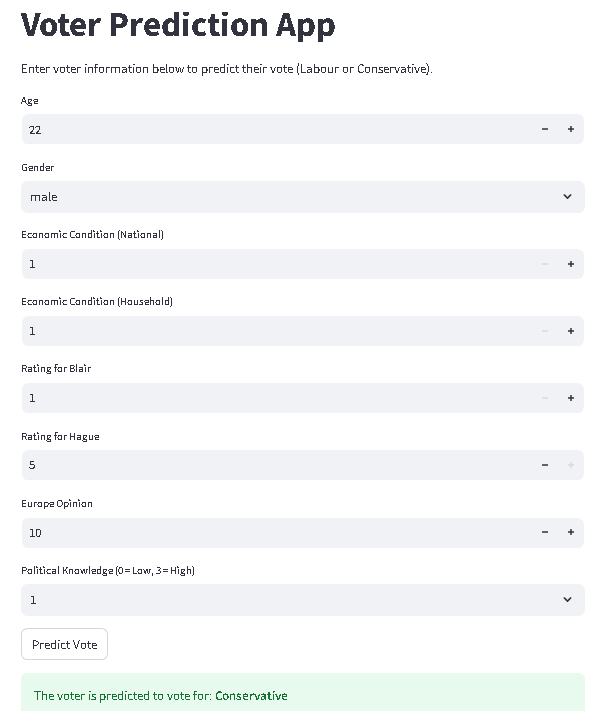 Voter Prediction App
Enter voter information below to predict their vote (Labour or Conservative).
Age
22
Gender
male
Economic Condition (National)
1
Economic Condition (Household)
1
Rating for Blair
1
Rating for Hague
5
Europe Opinion
10
Political Knowledge (0 = Low, 3 = High)
1
Predict Vote
The voter is predicted to vote for: Conservative